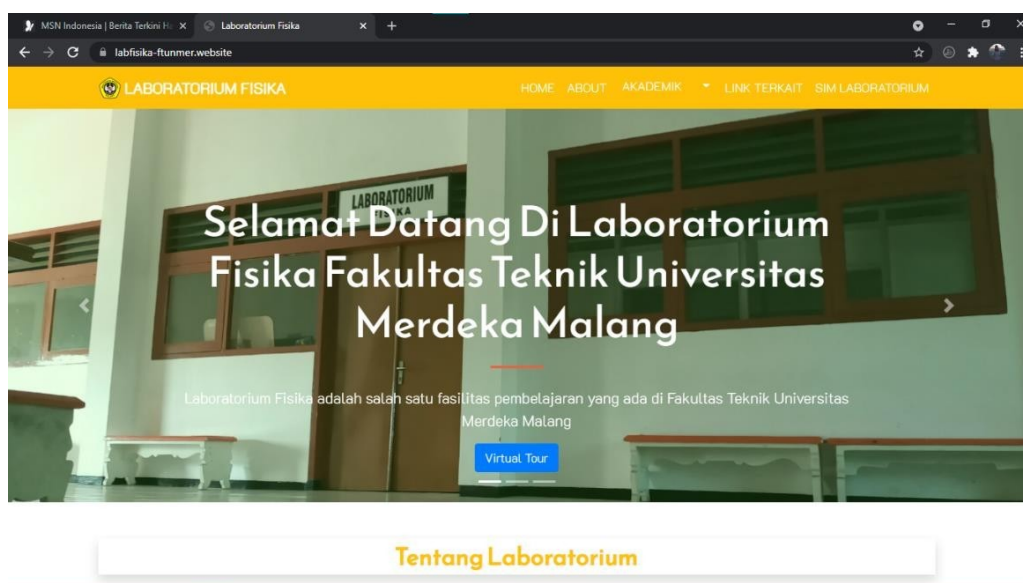 MSN Indonesia | Berita Terkini Ha
Laboratorium Fisika
labfisika-ftunmer.website
LABORATORIUM FISIKA
HOME ABOUT AKADEMIK LINK TERKAIT SIM LABORATORIUM
LABORATORIUM
FISIKA
Selamat Datang Di Laboratorium
Fisika Fakultas Teknik Universitas
Merdeka Malang
Laboratorium Fisika adalah salah satu fasilitas pembelajaran yang ada di Fakultas Teknik Universitas
Merdeka Malang
Virtual Tour
Tentang Laboratorium